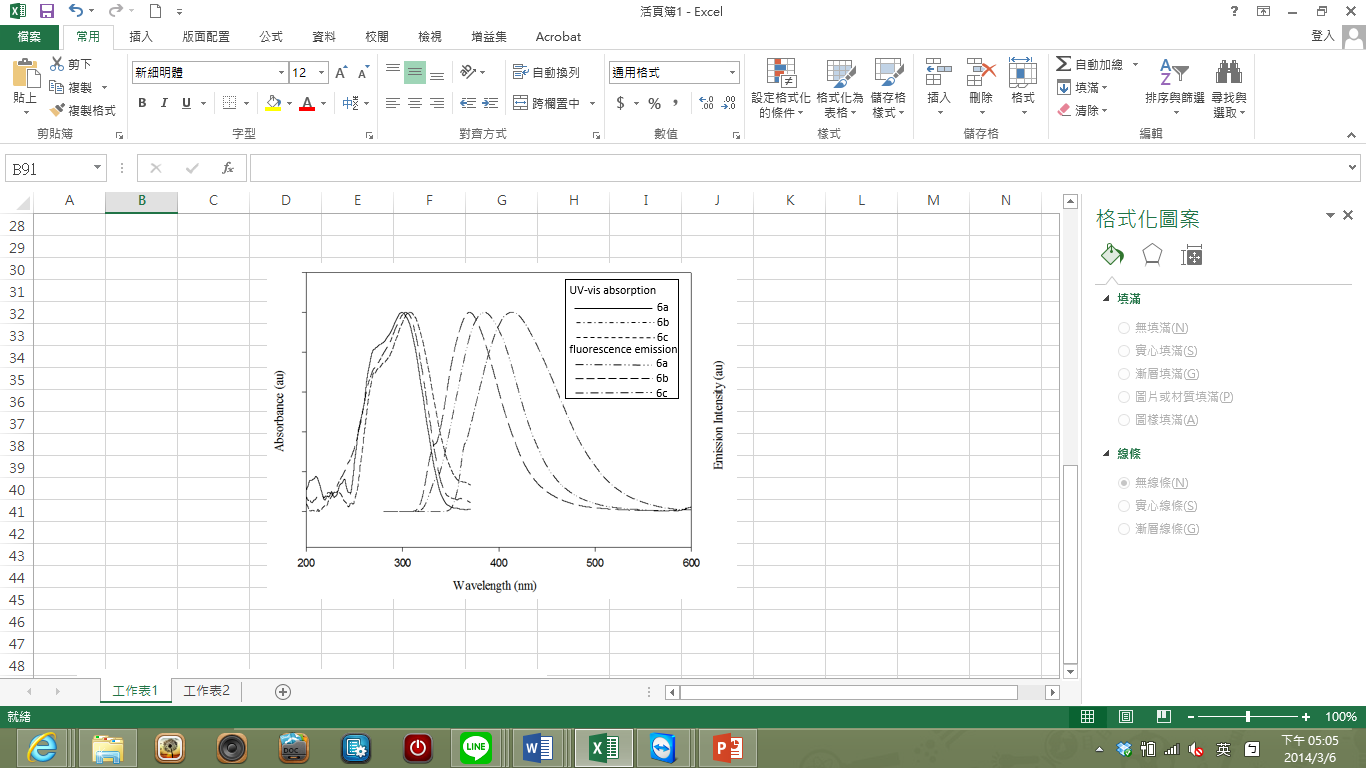 活頁簿1 - Excel
檔案 常用 插入 版面配置 公式 資料 校閱 檢視 增益集 Acrobat 登入
貼上
剪下
複製
複製格式
剪貼簿
新細明體 12
B I U A
字型
自動換列
跨欄置中
對齊方式
通用格式
$ % ,
數值
設定格式化
的條件
格式化為
表格
儲存格
樣式
樣式
插入
刪除
格式
儲存格
自動加總
填滿
清除
排序與篩選
尋找與
選取
編輯
B91 fx
A B C D E F G H I J K L M N
28
29
30
31
32
33
34
35
36
37
38
39
40
41
42
43
44
45
46
47
48
UV-vis absorption
6a
6b
6c
fluorescence emission
6a
6b
6c
Absorbance (au)
Emission Intensity (au)
200 300 400 500 600
Wavelength (nm)
格式化圖案
填滿
無填滿(N)
實心填滿(S)
漸層填滿(G)
圖片或材質填滿(P)
圖樣填滿(A)
線條
無線條(N)
實心線條(S)
漸層線條(G)
工作表1 工作表2
就緒
100%
DOC
LINE
英
下午 05:05
2014/3/6